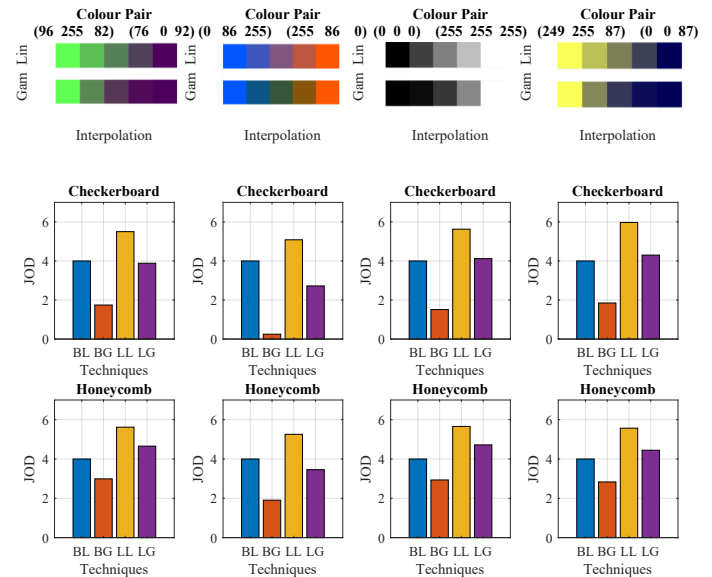 Colour Pair Colour Pair Colour Pair Colour Pair
(96 255 82) (76 0 92) (0 86 255) (255 86 0) (0 0 0) (255 255 255) (249 255 87) (0 0 87)
Lin
Gam
Interpolation Interpolation Interpolation Interpolation
Checkerboard Checkerboard Checkerboard Checkerboard
JOD JOD JOD JOD
6 6 6 6
4 4 4 4
2 2 2 2
0 0 0 0
BL BG LL LG BL BG LL LG BL BG LL LG BL BG LL LG
Techniques Techniques Techniques Techniques
Honeycomb Honeycomb Honeycomb Honeycomb
JOD JOD JOD JOD
6 6 6 6
4 4 4 4
2 2 2 2
0 0 0 0
BL BG LL LG BL BG LL LG BL BG LL LG BL BG LL LG
Techniques Techniques Techniques Techniques